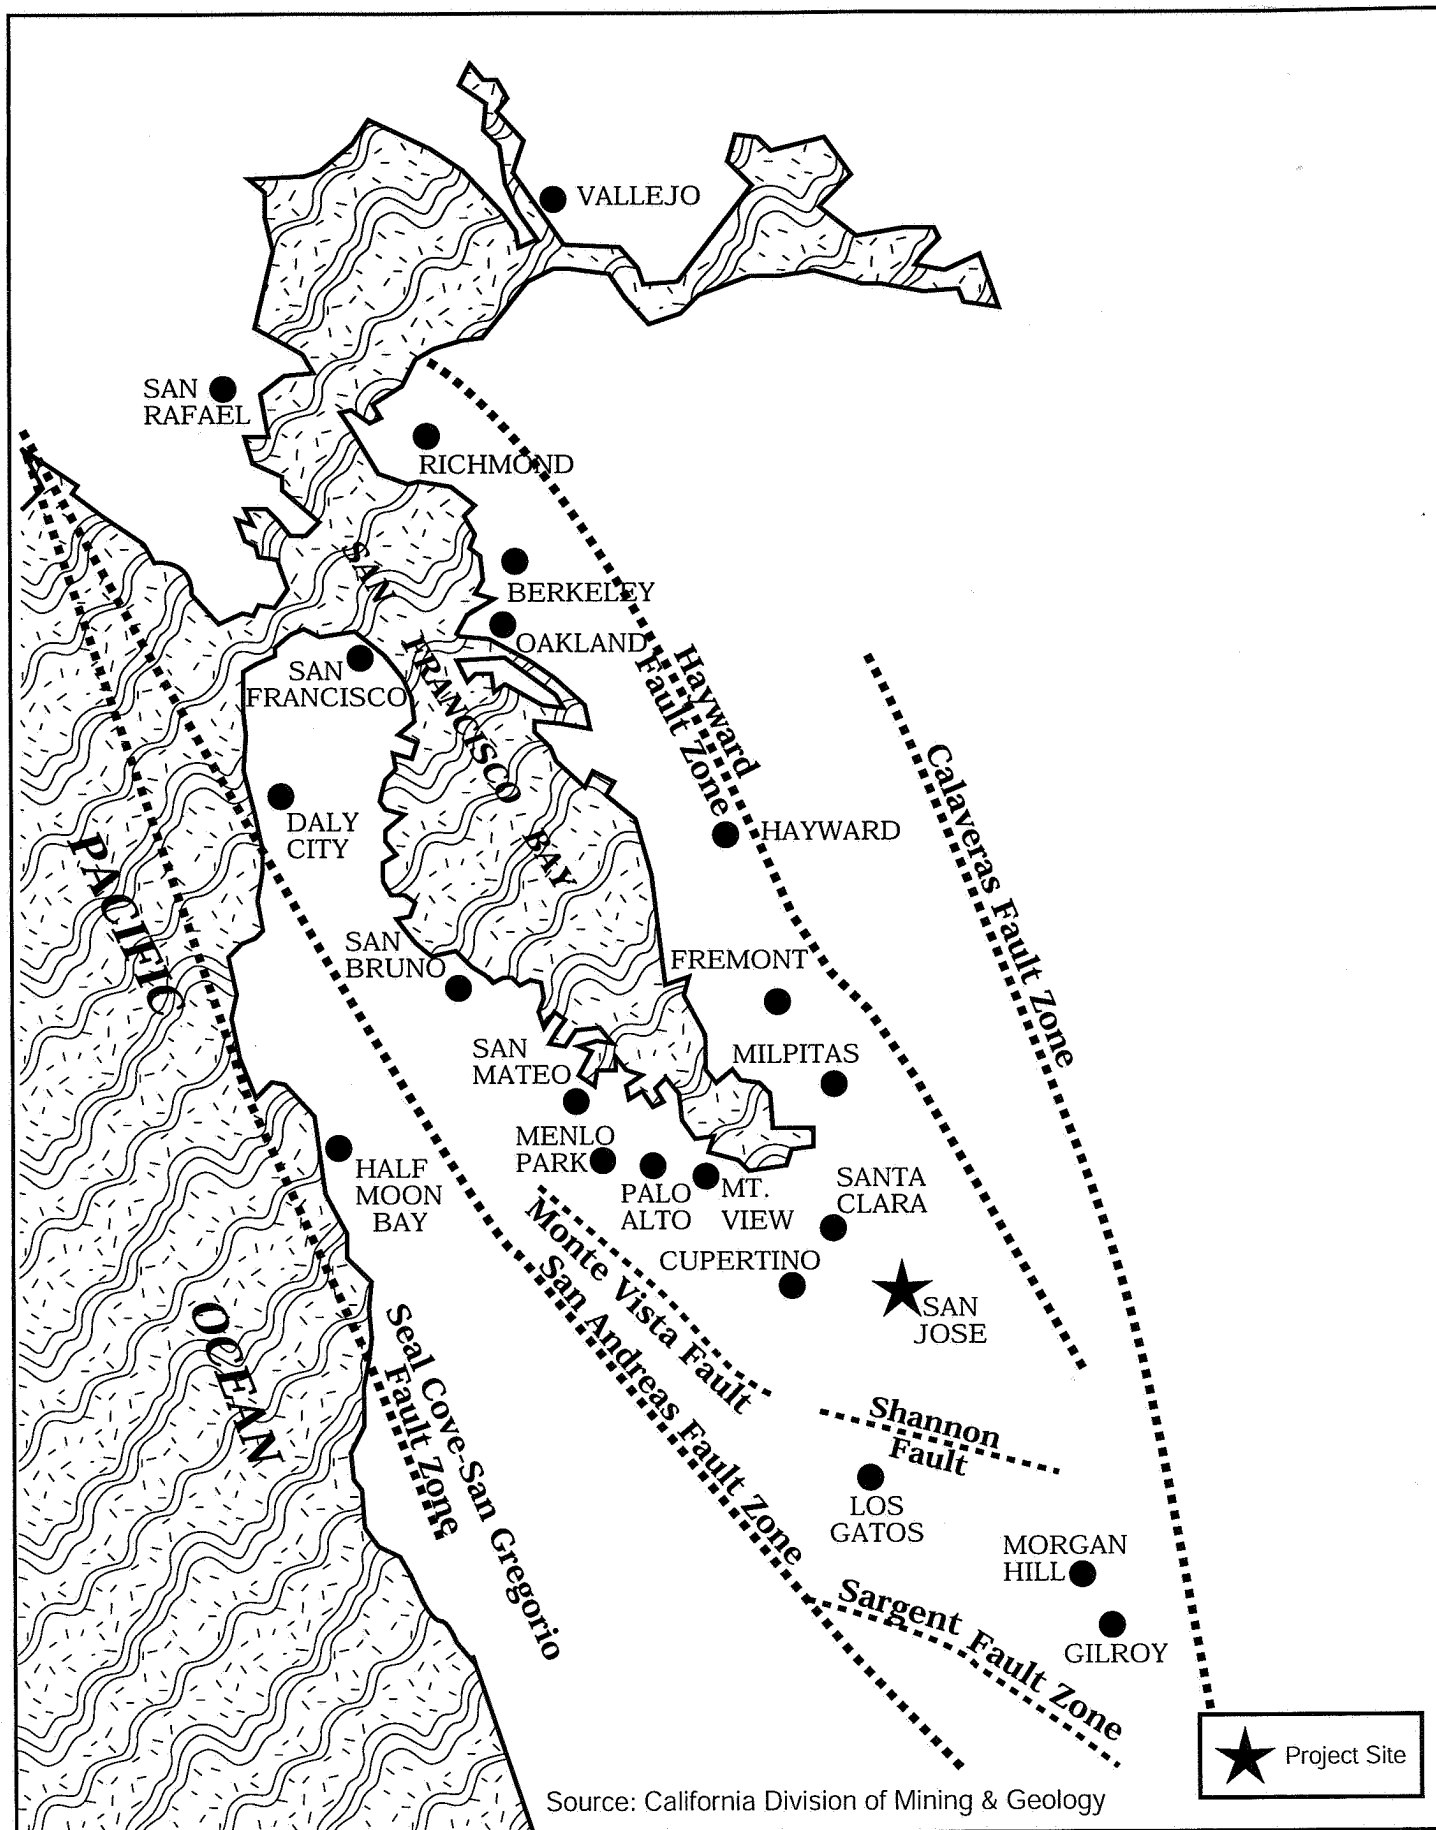 VALLEJO
SAN
RAFAEL
RICHMOND
BERKELEY
OAKLAND
SAN
FRANCISCO
SAN FRANCISCO BAY
Hayward
Fault Zone
DALY
CITY
HAYWARD
Calaveras Fault Zone
PACIFIC
OCEAN
SAN
BRUNO
FREMONT
SAN
MATEO
MILPITAS
MENLO
PARK
HALF
MOON
BAY
PALO
ALTO
MT.
VIEW
SANTA
CLARA
CUPERTINO
Monte Vista Fault
San Andreas Fault Zone
SAN
JOSE
Seal Cove-San Gregorio
Fault Zone
Shannon
Fault
LOS
GATOS
MORGAN
HILL
Sargent Fault Zone
GILROY
Project Site
Source: California Division of Mining & Geology